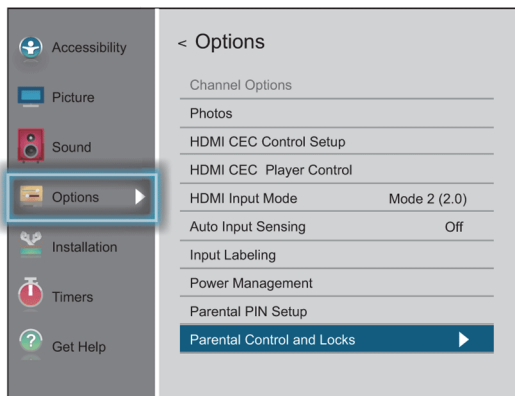 Accessibility
Picture
Sound
Options
Installation
Timers
Get Help
< Options
Channel Options
Photos
HDMI CEC Control Setup
HDMI CEC  Player Control
HDMI Input Mode Mode 2 (2.0)
Auto Input Sensing Off
Input Labeling
Power Management
Parental PIN Setup
Parental Control and Locks